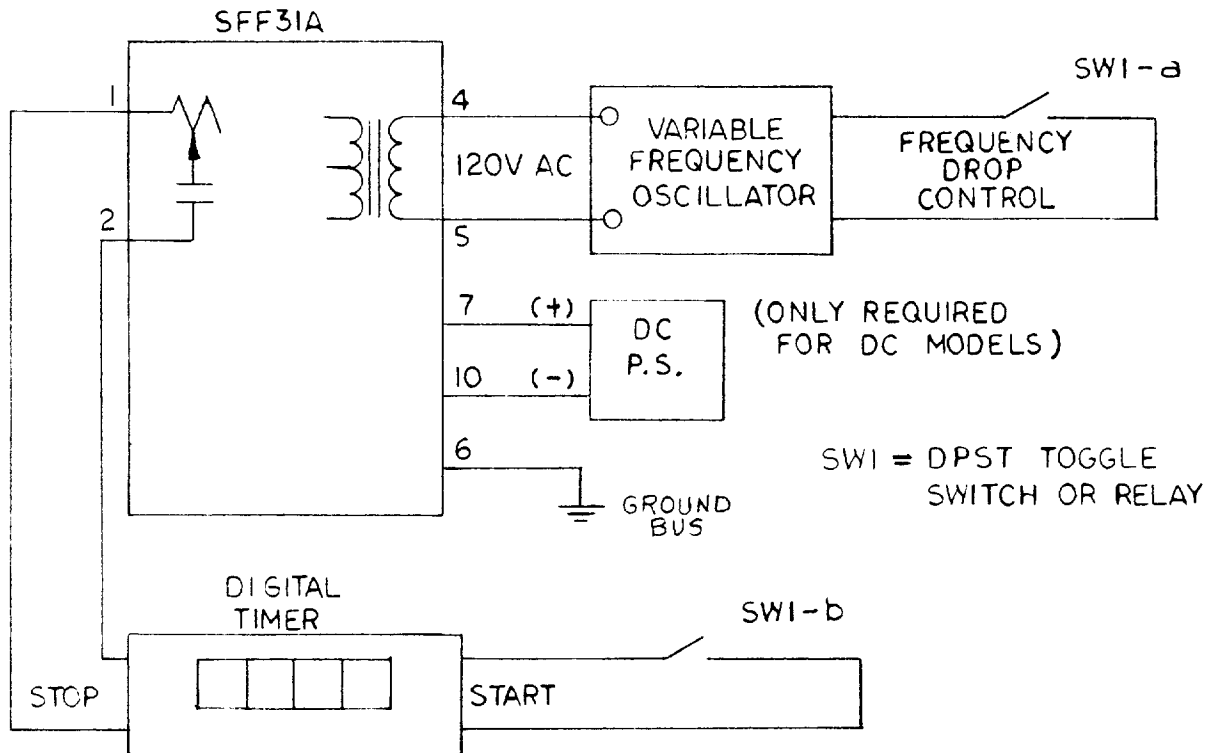 SFF31A
1
2
4
120V AC
5
VARIABLE
FREQUENCY
OSCILLATOR
SW1-a
FREQUENCY
DROP
CONTROL
7 (+)
10 (-)
DC
P.S.
(ONLY REQUIRED
FOR DC MODELS)
6
GROUND
BUS
SW1 = DPST TOGGLE
SWITCH OR RELAY
DIGITAL
TIMER
STOP
START
SW1-b